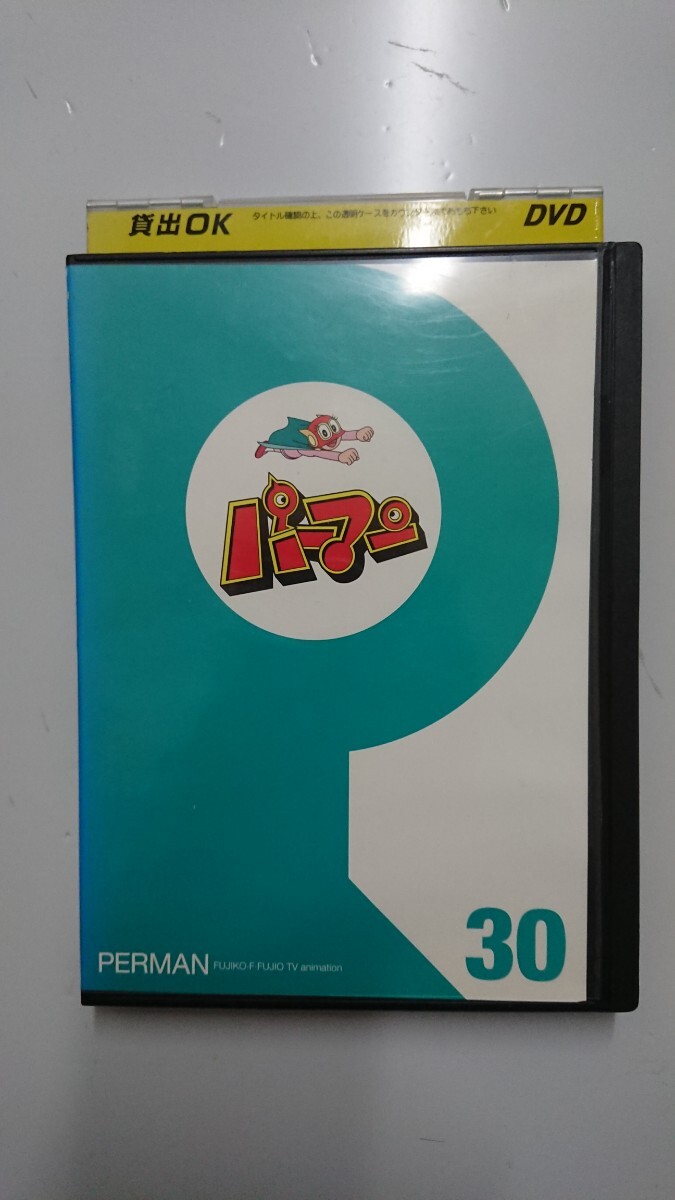 貸出OK
タイトル確認の上、この透明ケースをカウンターへお持ち下さい
DVD
パーマン
30
PERMAN FUJIKO·F·FUJIO TV animation